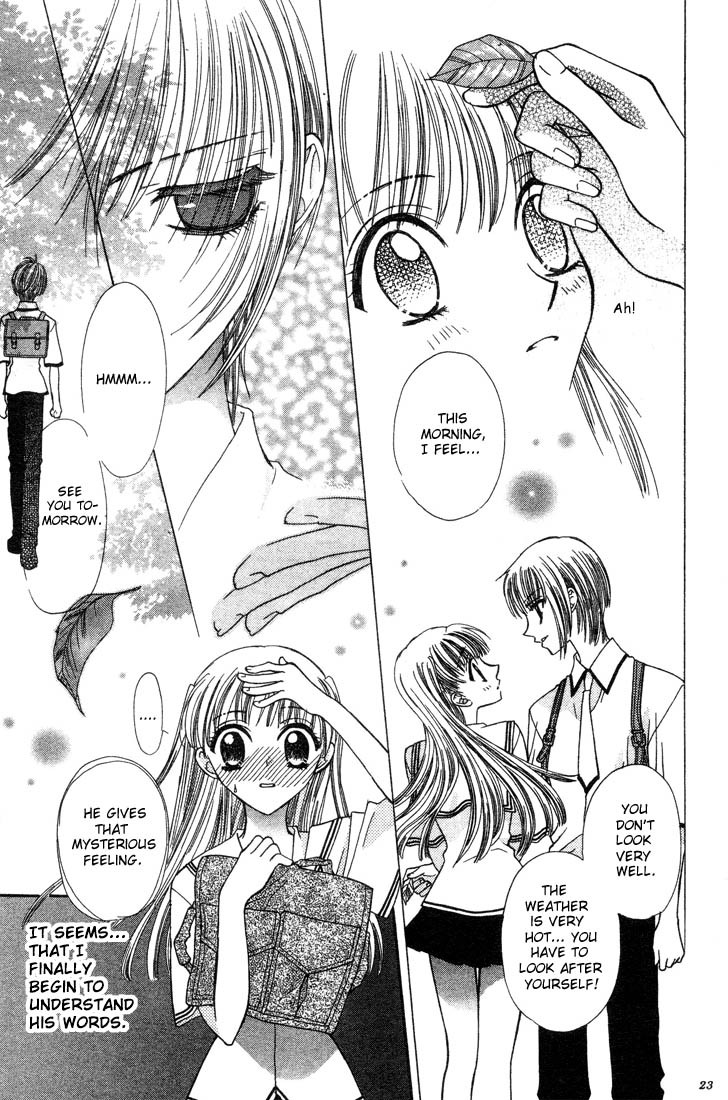 Ah!
THIS
MORNING,
I FEEL...
YOU
DON'T
LOOK
VERY
WELL.
THE
WEATHER
IS VERY
HOT... YOU
HAVE TO
LOOK AFTER
YOURSELF!
HMMM...
SEE
YOU TO-
MORROW.
....
HE GIVES
THAT
MYSTERIOUS
FEELING.
IT SEEMS...
THAT I
FINALLY
BEGIN TO
UNDERSTAND
HIS WORDS.
23